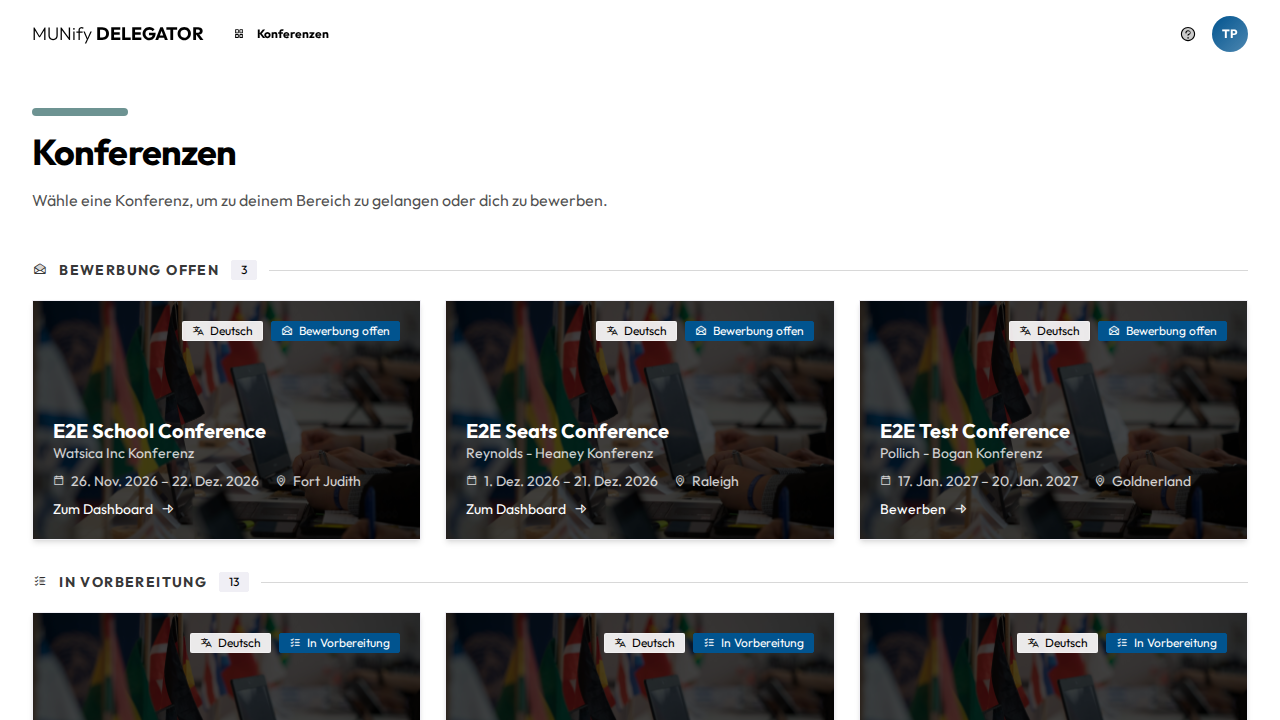 MUNify DELEGATOR
Konferenzen
TP
Konferenzen
Wähle eine Konferenz, um zu deinem Bereich zu gelangen oder dich zu bewerben.
BEWERBUNG OFFEN 3
Deutsch Bewerbung offen
E2E School Conference
Watsica Inc Konferenz
26. Nov. 2026 – 22. Dez. 2026 Fort Judith
Zum Dashboard
Deutsch Bewerbung offen
E2E Seats Conference
Reynolds - Heaney Konferenz
1. Dez. 2026 – 21. Dez. 2026 Raleigh
Zum Dashboard
Deutsch Bewerbung offen
E2E Test Conference
Pollich - Bogan Konferenz
17. Jan. 2027 – 20. Jan. 2027 Goldnerland
Bewerben
IN VORBEREITUNG 13
Deutsch In Vorbereitung
Deutsch In Vorbereitung
Deutsch In Vorbereitung